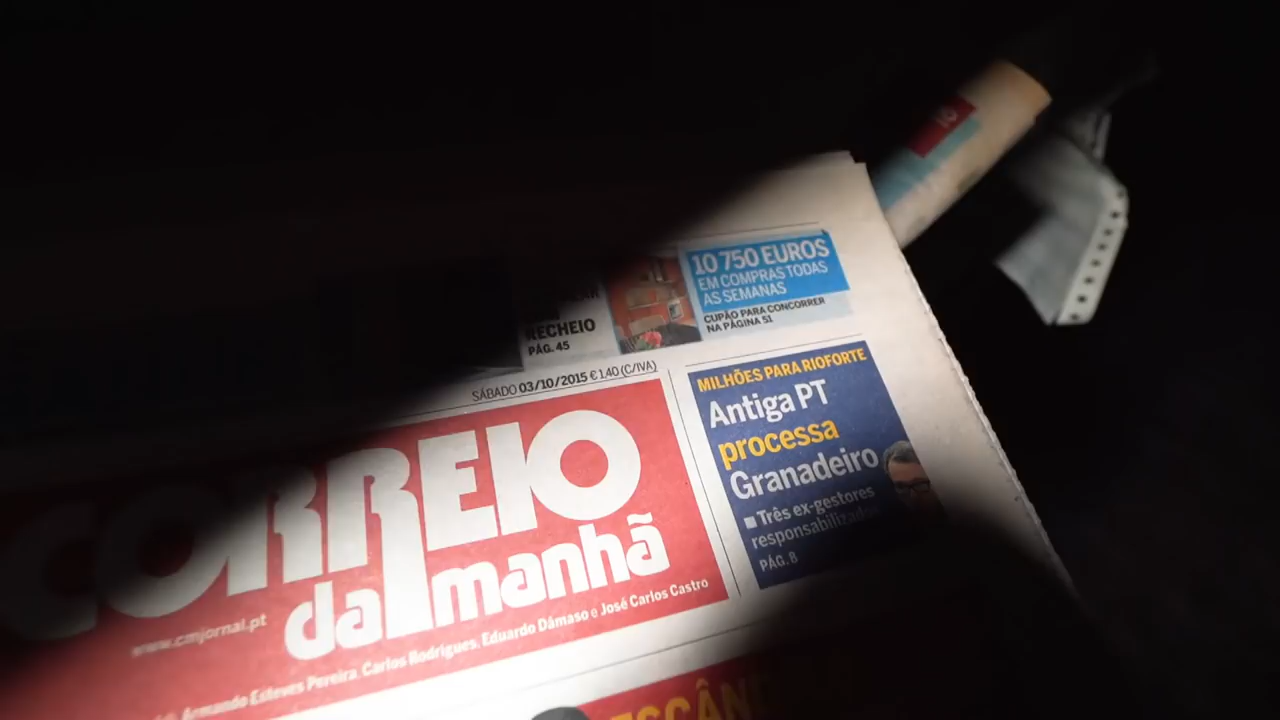 10 750 EUROS
EM COMPRAS TODAS
AS SEMANAS
CUPÃO PARA CONCORRER
NA PÁGINA 51
RECHEIO
PÁG. 45
SÁBADO 03/10/2015 € 1,40 (C/IVA)
CORREIO
da manhã
www.cmjornal.pt
Armando Esteves Pereira, Carlos Rodrigues, Eduardo Dâmaso e José Carlos Castro
MILHÕES PARA RIOFORTE
Antiga PT
processa
Granadeiro
■ Três ex-gestores
responsabilizados
PÁG. 8